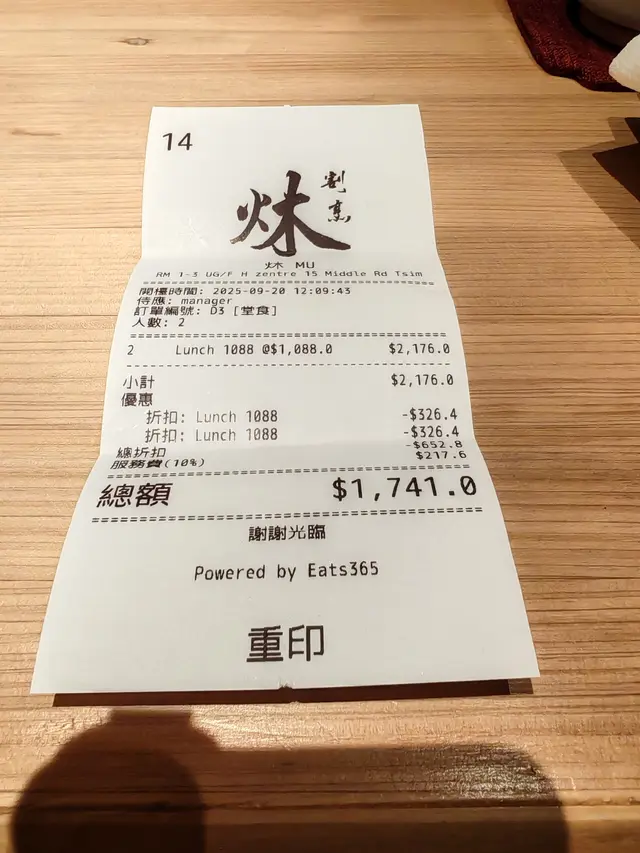 14
割烹
炑
炑 MU
RM 1-3 UG/F H zentre 15 Middle Rd Tsim
開檯時間: 2025-09-20 12:09:43
侍應: manager
訂單編號: D3 [堂食]
人數: 2
2 Lunch 1088 @$1,088.0 $2,176.0
小計 $2,176.0
優惠
折扣: Lunch 1088 -$326.4
折扣: Lunch 1088 -$326.4
總折扣 -$652.8
服務費(10%) $217.6
總額 $1,741.0
謝謝光臨
Powered by Eats365
重印